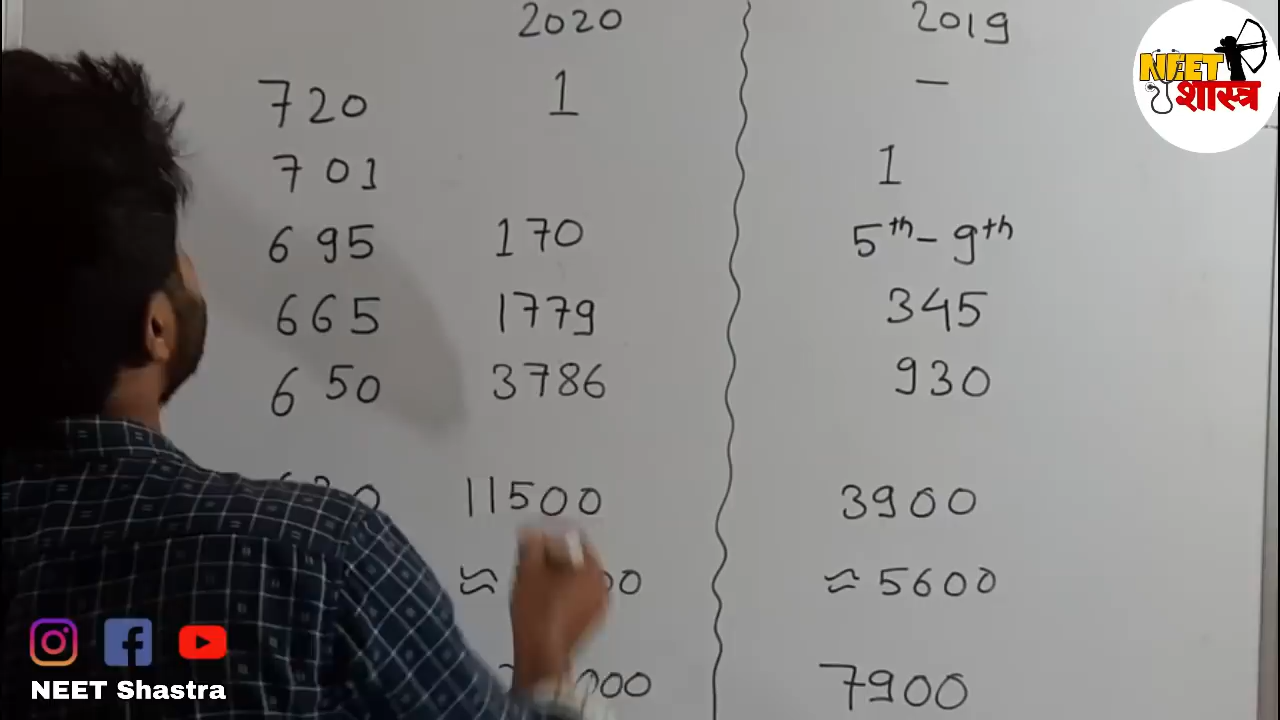 2020 2019
720 1 –
701 1
695 170 5th – 9th
665 1779 345
650 3786 930
11500 3900
≈ ≈ 5600
7900
NEET
शास्त्र
NEET Shastra